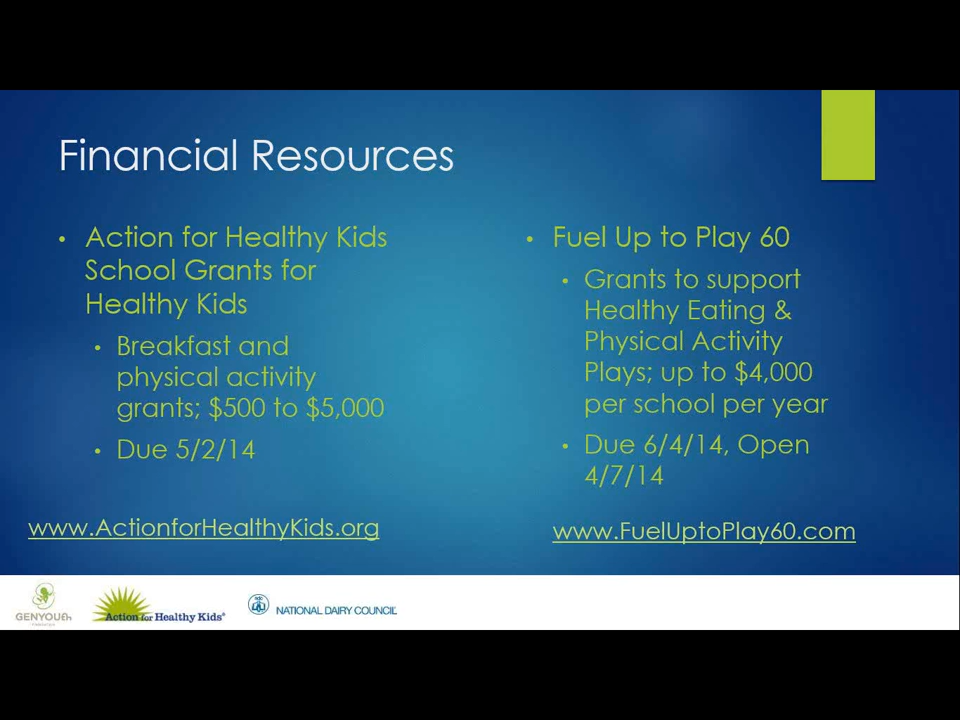 Financial Resources
• Action for Healthy Kids
School Grants for
Healthy Kids
• Breakfast and
physical activity
grants; $500 to $5,000
• Due 5/2/14
www.ActionforHealthyKids.org
• Fuel Up to Play 60
• Grants to support
Healthy Eating &
Physical Activity
Plays; up to $4,000
per school per year
• Due 6/4/14, Open
4/7/14
www.FuelUptoPlay60.com
GENYOUth
Action for Healthy Kids®
NATIONAL DAIRY COUNCIL